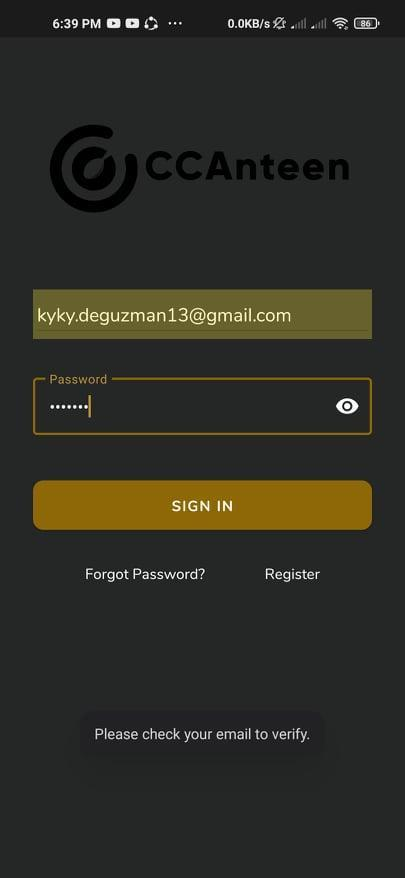 6:39 PM ... 0.0KB/s 86
CCAnteen
kyky.deguzman13@gmail.com
Password
•••••••
SIGN IN
Forgot Password? Register
Please check your email to verify.